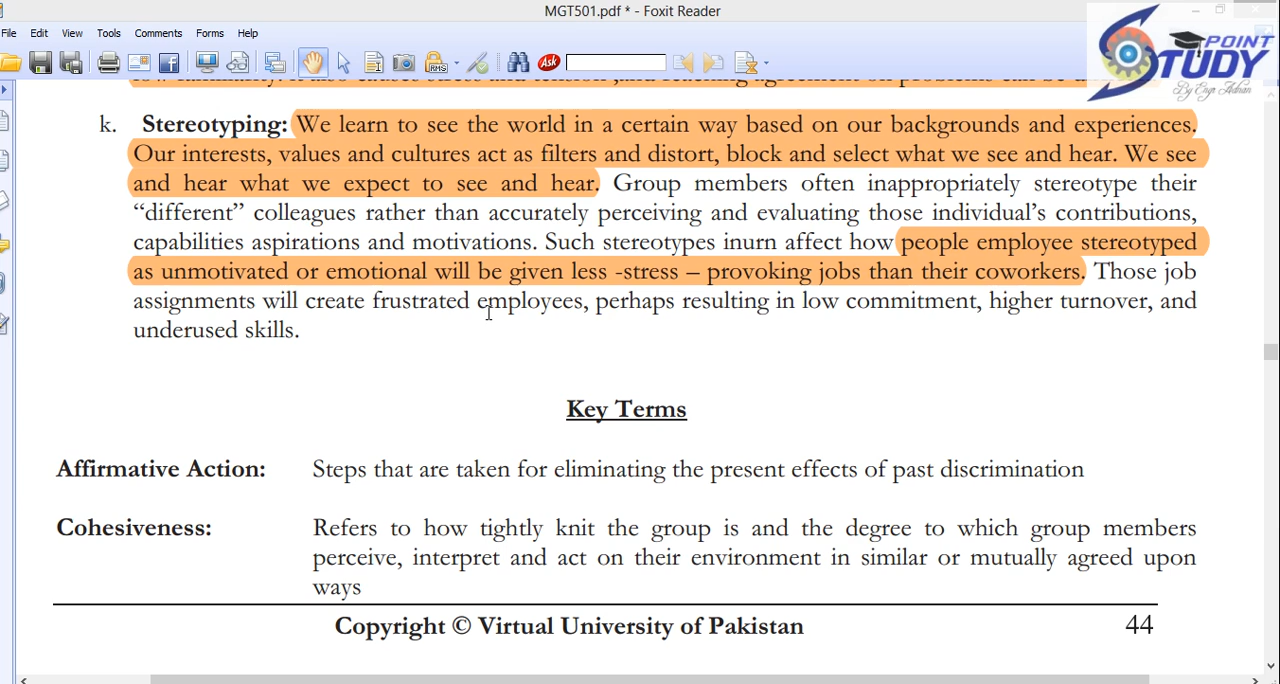 MGT501.pdf * - Foxit Reader
File Edit View Tools Comments Forms Help
Ask
STUDY POINT
By Engr Adnan
k. Stereotyping: We learn to see the world in a certain way based on our backgrounds and experiences.
Our interests, values and cultures act as filters and distort, block and select what we see and hear. We see
and hear what we expect to see and hear. Group members often inappropriately stereotype their
“different” colleagues rather than accurately perceiving and evaluating those individual’s contributions,
capabilities aspirations and motivations. Such stereotypes inurn affect how people employee stereotyped
as unmotivated or emotional will be given less -stress – provoking jobs than their coworkers. Those job
assignments will create frustrated employees, perhaps resulting in low commitment, higher turnover, and
underused skills.
Key Terms
Affirmative Action: Steps that are taken for eliminating the present effects of past discrimination
Cohesiveness: Refers to how tightly knit the group is and the degree to which group members
perceive, interpret and act on their environment in similar or mutually agreed upon
ways
Copyright © Virtual University of Pakistan 44